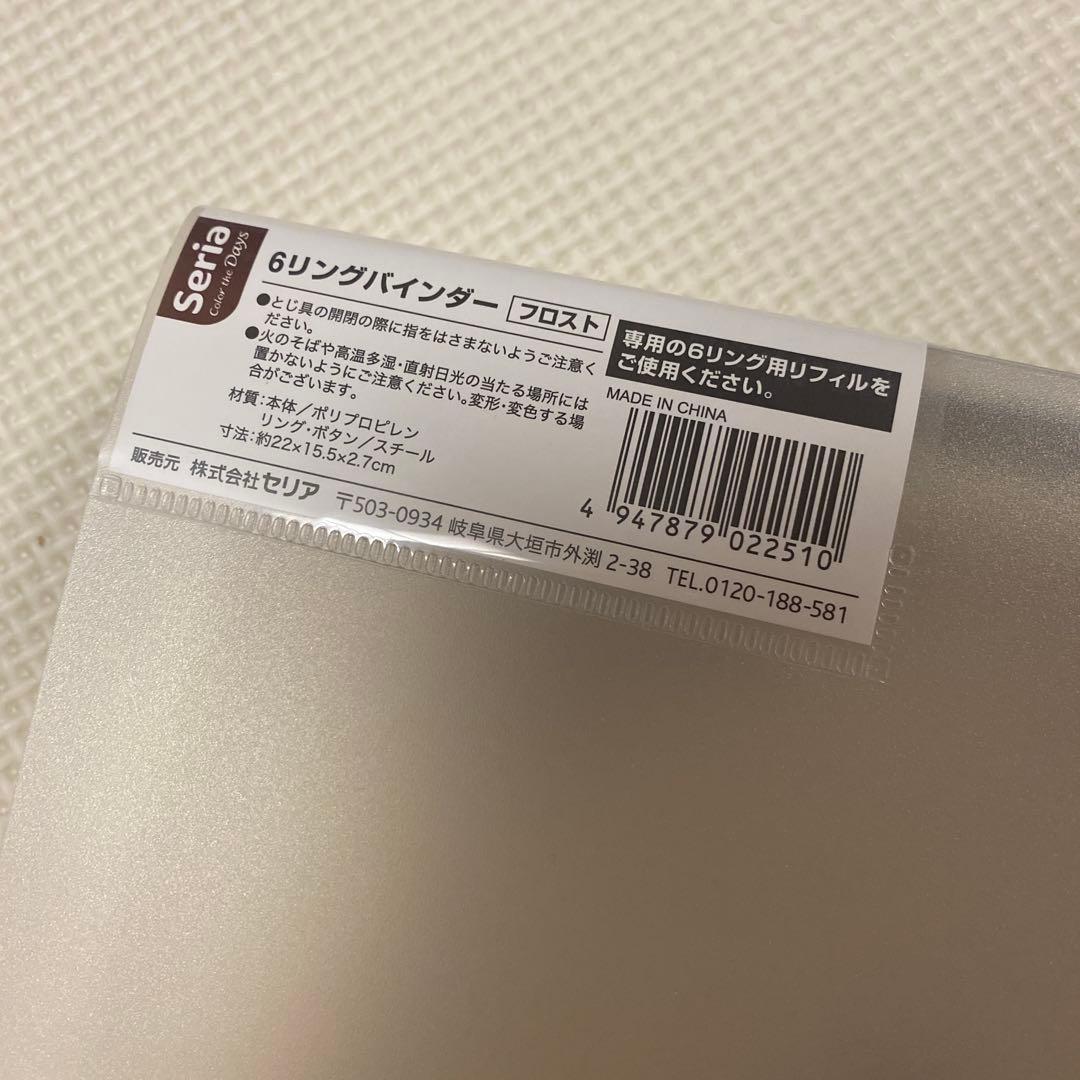 Seria
Color the Days
6リングバインダー フロスト
●とじ具の開閉の際に指をはさまないようご注意く
ださい。
●火のそばや高温多湿・直射日光の当たる場所には
置かないようにご注意ください。変形・変色する場
合がございます。
材質：本体／ポリプロピレン
リング・ボタン／スチール
寸法：約22×15.5×2.7cm
専用の6リング用リフィルを
ご使用ください。
MADE IN CHINA
4 947879 022510
販売元 株式会社セリア 〒503-0934 岐阜県大垣市外渕 2-38 TEL.0120-188-581